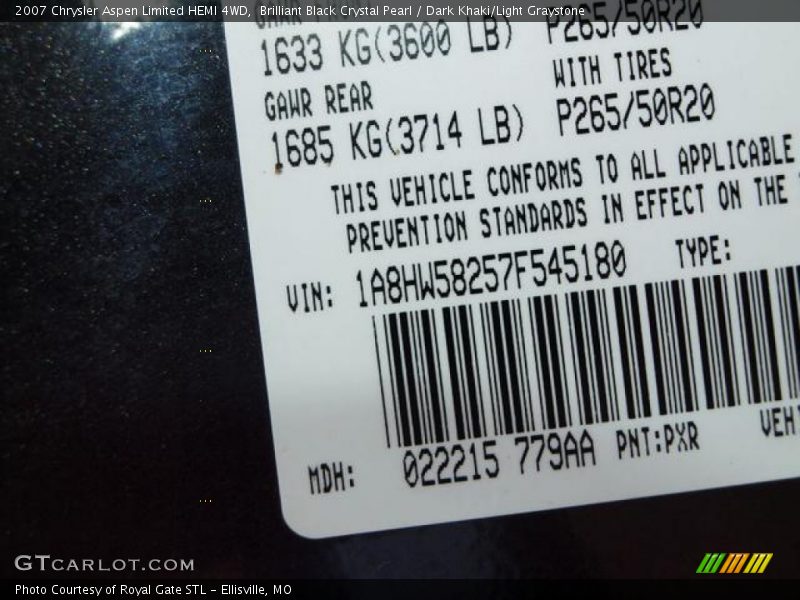 2007 Chrysler Aspen Limited HEMI 4WD, Brilliant Black Crystal Pearl / Dark Khaki/Light Graystone
1633 KG(3600 LB) P265/50R20
GAWR REAR WITH TIRES
1685 KG(3714 LB) P265/50R20
THIS VEHICLE CONFORMS TO ALL APPLICABLE
PREVENTION STANDARDS IN EFFECT ON THE
VIN: 1A8HW58257F545180 TYPE:
MDH: 022215 779AA PNT:PXR VEHI
GTCARLOT.COM
Photo Courtesy of Royal Gate STL - Ellisville, MO